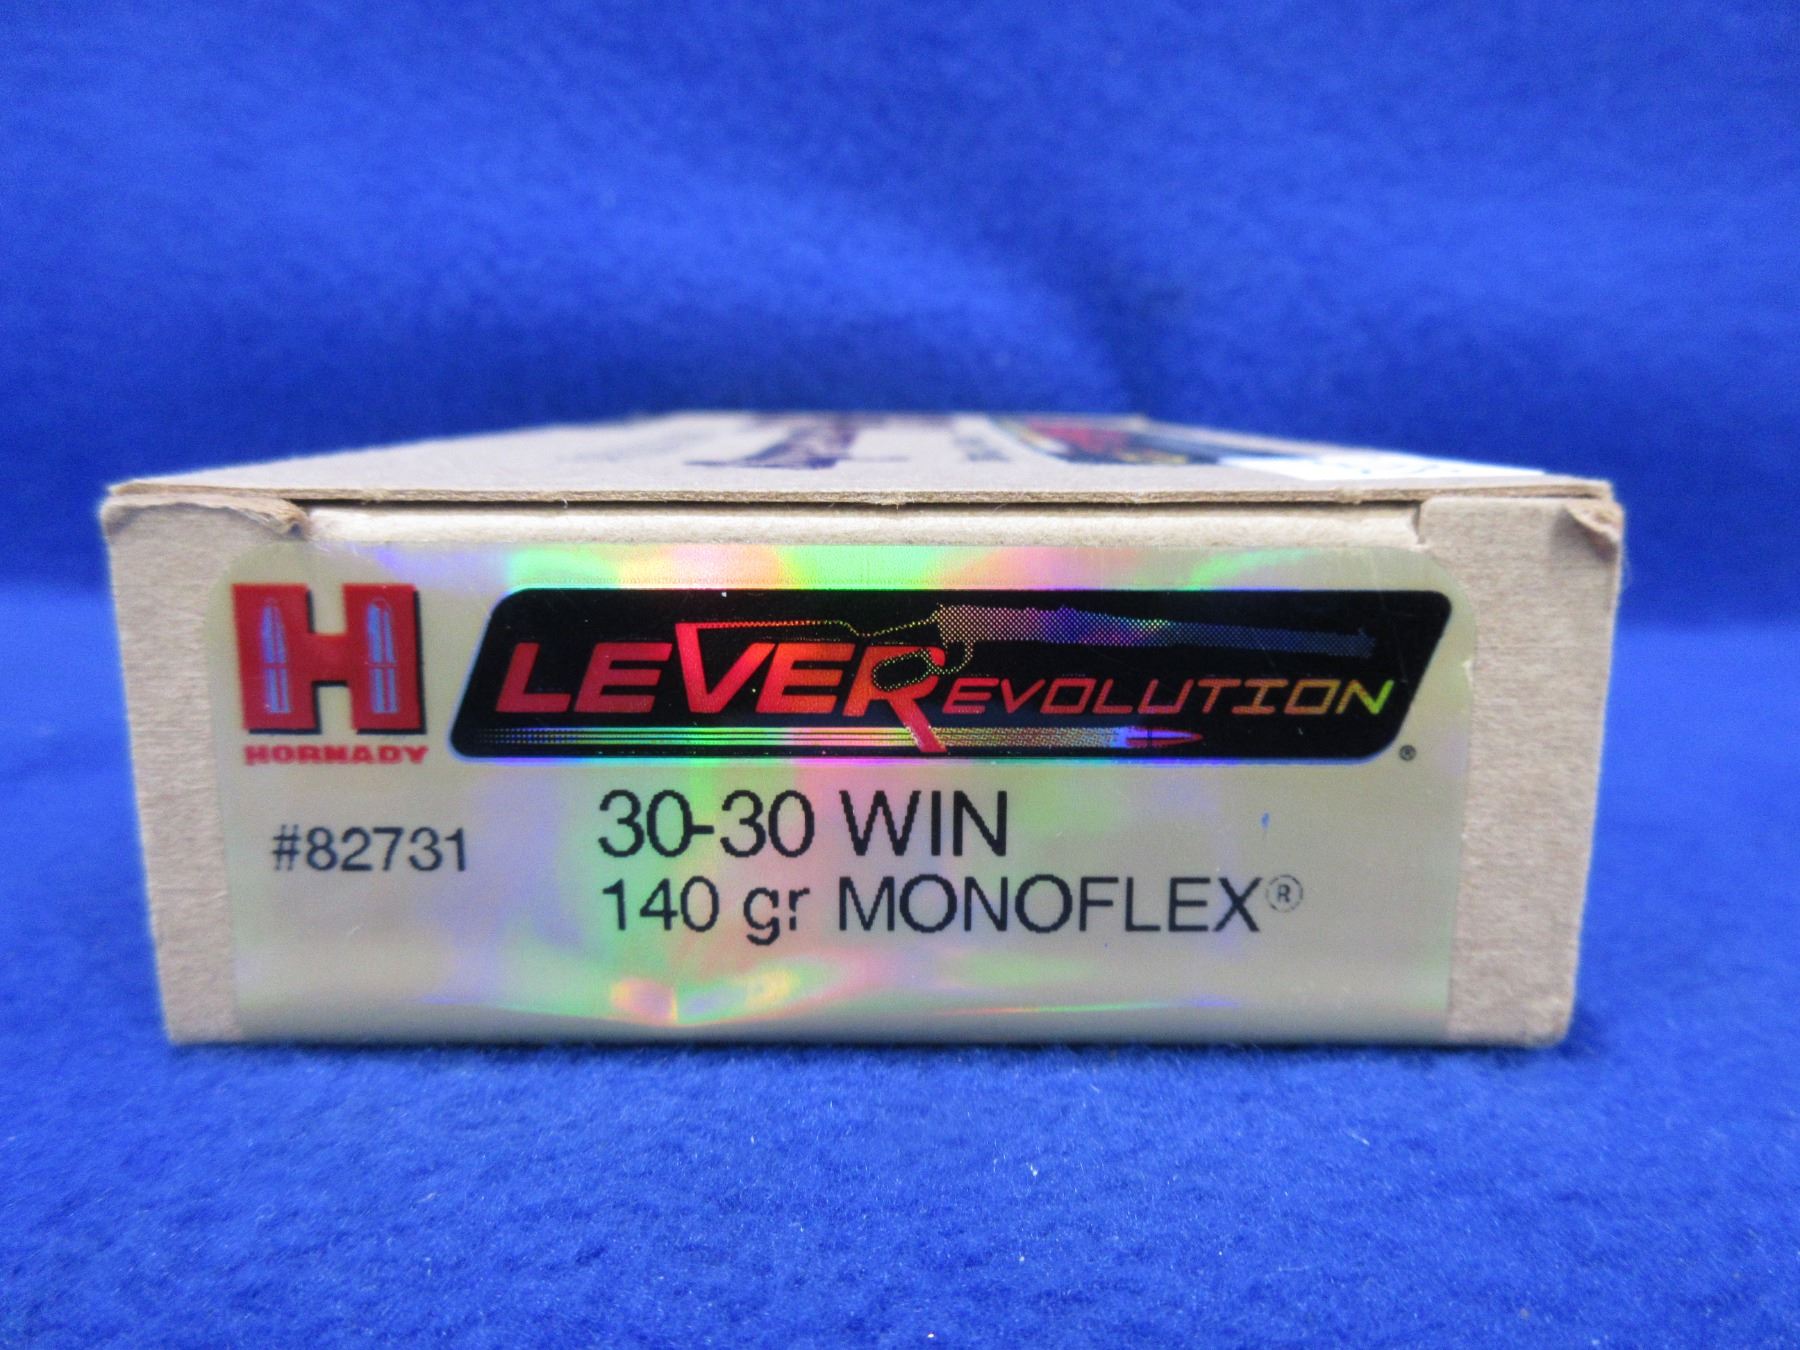 HORNADY
LEVERevolution®
#82731
30-30 WIN
140 gr MONOFLEX®